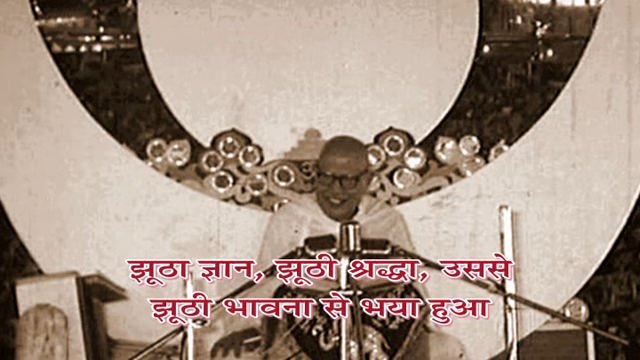 झूठा ज्ञान, झूठी श्रद्धा, उससे
झूठी भावना से भया हुआ